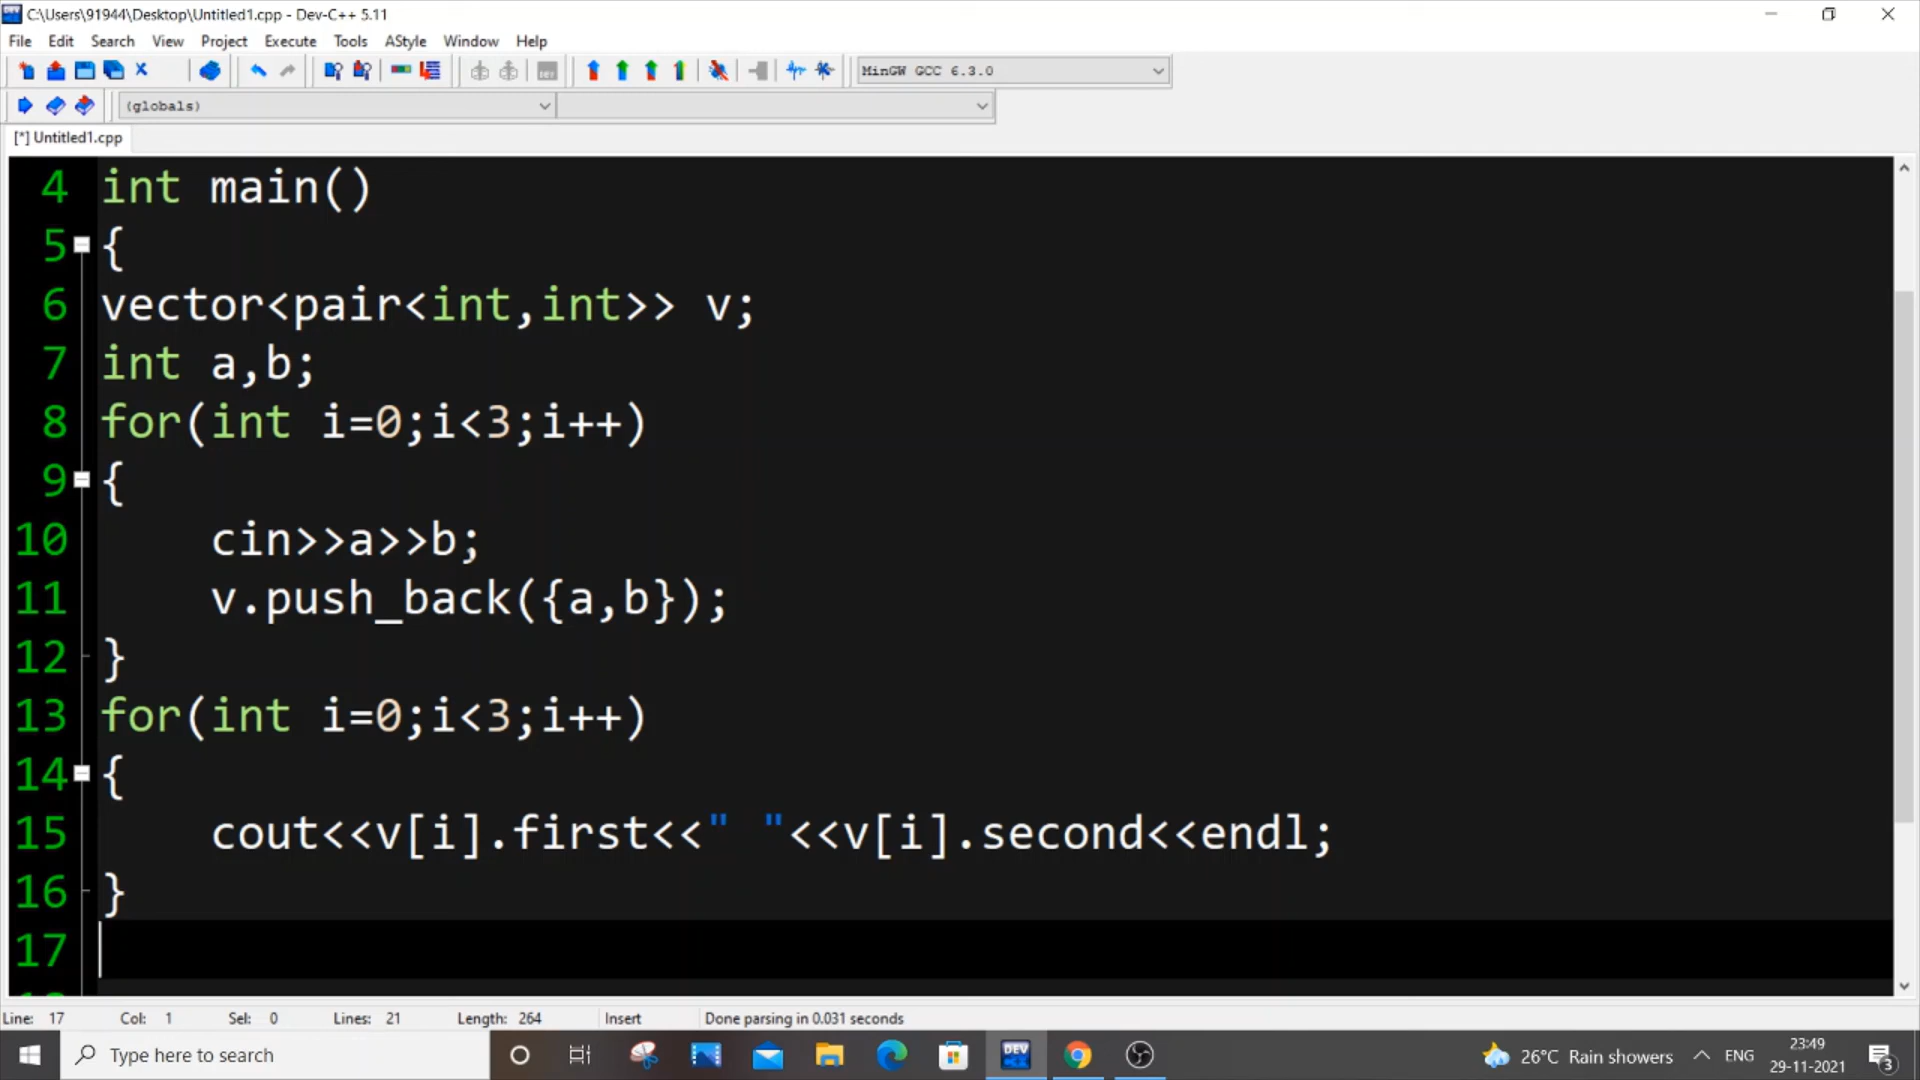 C:\Users\91944\Desktop\Untitled1.cpp - Dev-C++ 5.11
File Edit Search View Project Execute Tools AStyle Window Help
MinGW GCC 6.3.0
(globals)
[*] Untitled1.cpp
4 int main()
5 {
6 vector<pair<int,int>> v;
7 int a,b;
8 for(int i=0;i<3;i++)
9 {
10 cin>>a>>b;
11 v.push_back({a,b});
12 }
13 for(int i=0;i<3;i++)
14 {
15 cout<<v[i].first<<" "<<v[i].second<<endl;
16 }
17
Line: 17 Col: 1 Sel: 0 Lines: 21 Length: 264 Insert Done parsing in 0.031 seconds
Type here to search
DEV
26°C Rain showers
ENG
23:49
29-11-2021
3